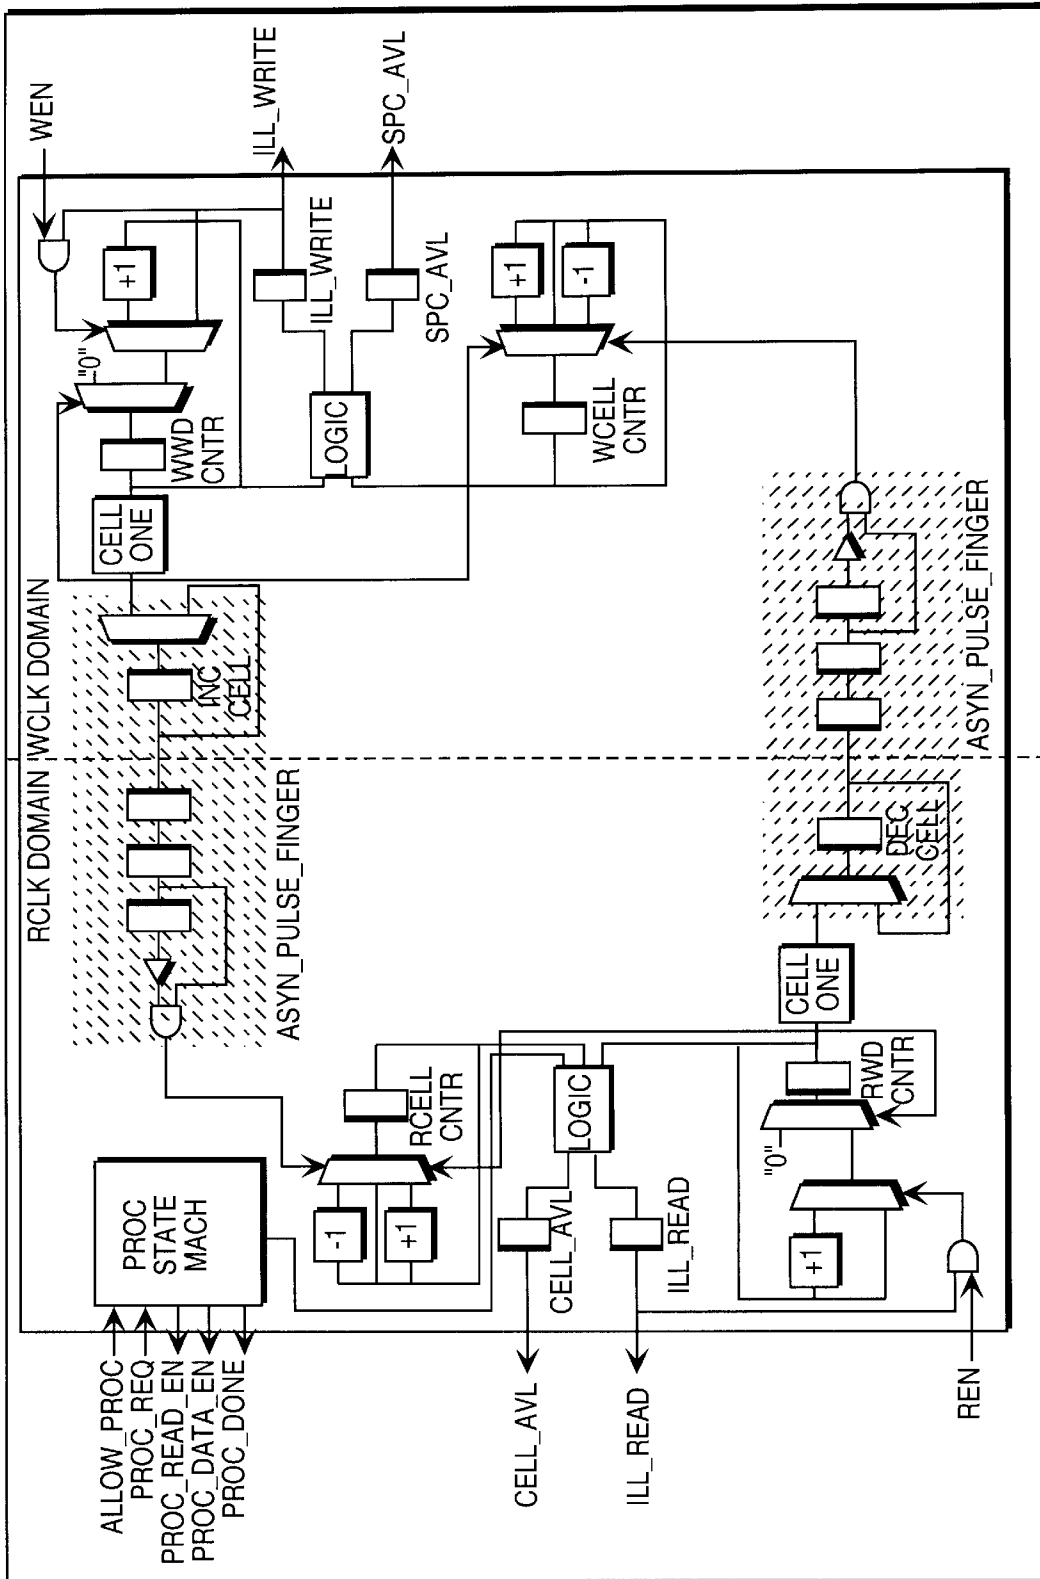 WEN
ILL_WRITE
SPC_AVL
"0"
+1
WWD
CNTR
ILL_WRITE
SPC_AVL
LOGIC
+1
-1
WCELL
CNTR
CELL
ONE
WCLK DOMAIN
INC
CELL
ASYN_PULSE_FINGER
RCLK DOMAIN
ASYN_PULSE_FINGER
DEC
CELL
CELL
ONE
RCELL
CNTR
LOGIC
RWD
CNTR
"0"
PROC
STATE
MACH
-1
+1
CELL_AVL
ILL_READ
+1
ALLOW_PROC
PROC_REQ
PROC_READ_EN
PROC_DATA_EN
PROC_DONE
CELL_AVL
ILL_READ
REN